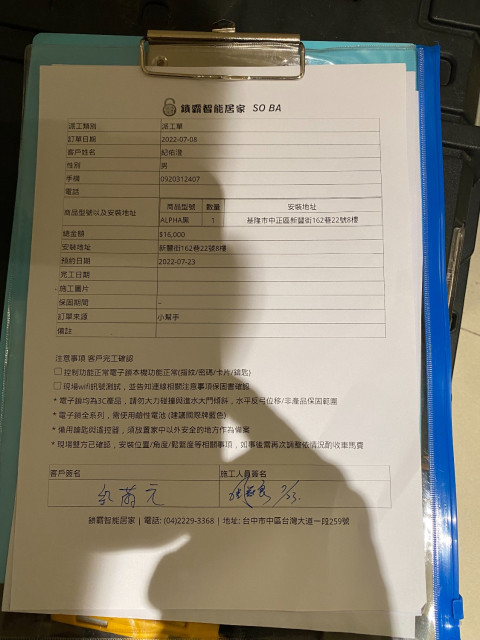 鎖霸智能居家 SO BA
派工類別 派工單
訂單日期 2022-07-08
客戶姓名 紀佑澄
性別 男
手機 0920312407
電話
商品型號以及安裝地址 商品型號 數量 安裝地址
ALPHA黑 1 基隆市中正區新豐街162巷22號8樓
總金額 $16,000
安裝地址 新豐街162巷22號8樓
預約日期 2022-07-23
完工日期
施工圖片
保固期間 –
訂單來源 小幫手
備註
注意事項 客戶完工確認
☐ 控制功能正常電子鎖本機功能正常(指紋/密碼/卡片/鑰匙)
☐ 現場wifi訊號測試，並告知連線相關注意事項保固書確認
* 電子鎖均為3C產品，請勿大力碰撞與潑水大門傾斜，水平反弓位移/非產品保固範圍
* 電子鎖全系列，需使用鹼性電池 (建議國際牌藍色)
* 備用鑰匙與遙控器，須放置家中以外安全的地方作為備案
* 現場雙方已確認，安裝位置/角度/鬆緊度等相關事項，如事後需再次調整依情況酌收車馬費
客戶簽名 施工人員簽名
7/23.
鎖霸智能居家 | 電話: (04)2229-3368 | 地址: 台中市中區台灣大道一段259號